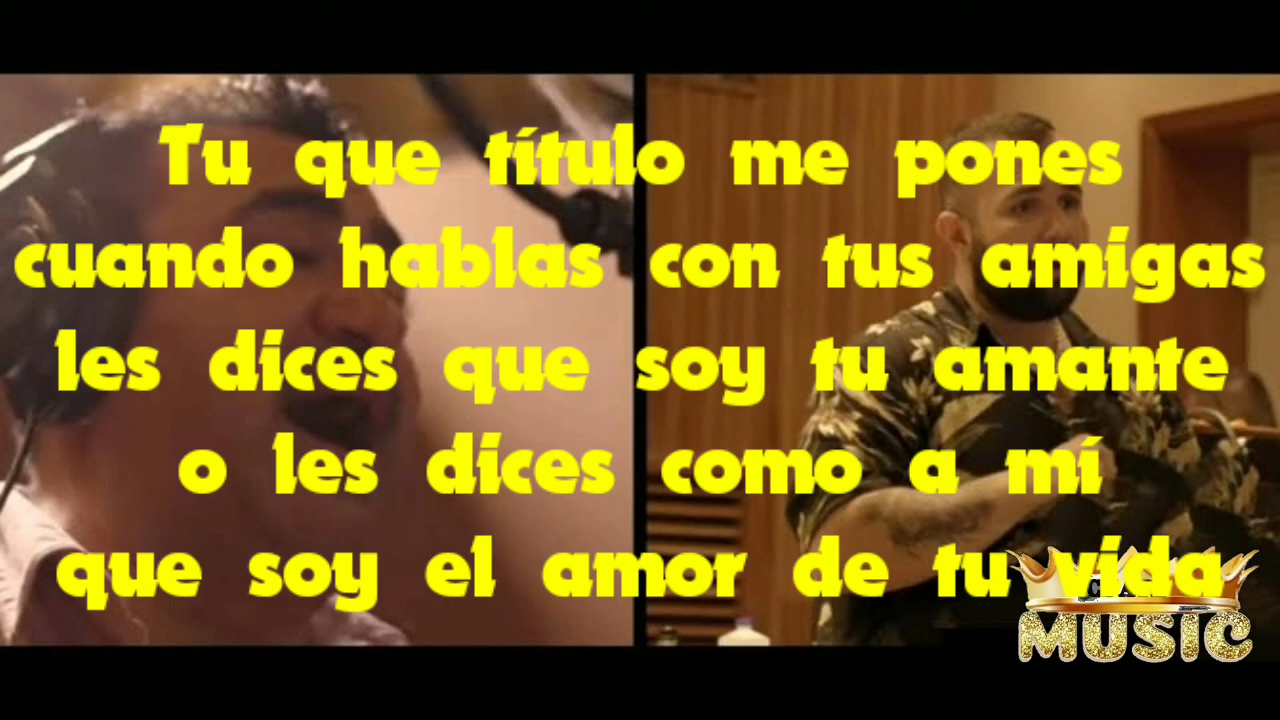 Tu que título me pones
cuando hablas con tus amigas
les dices que soy tu amante
o les dices como a mí
que soy el amor de tu vida
MUSIC